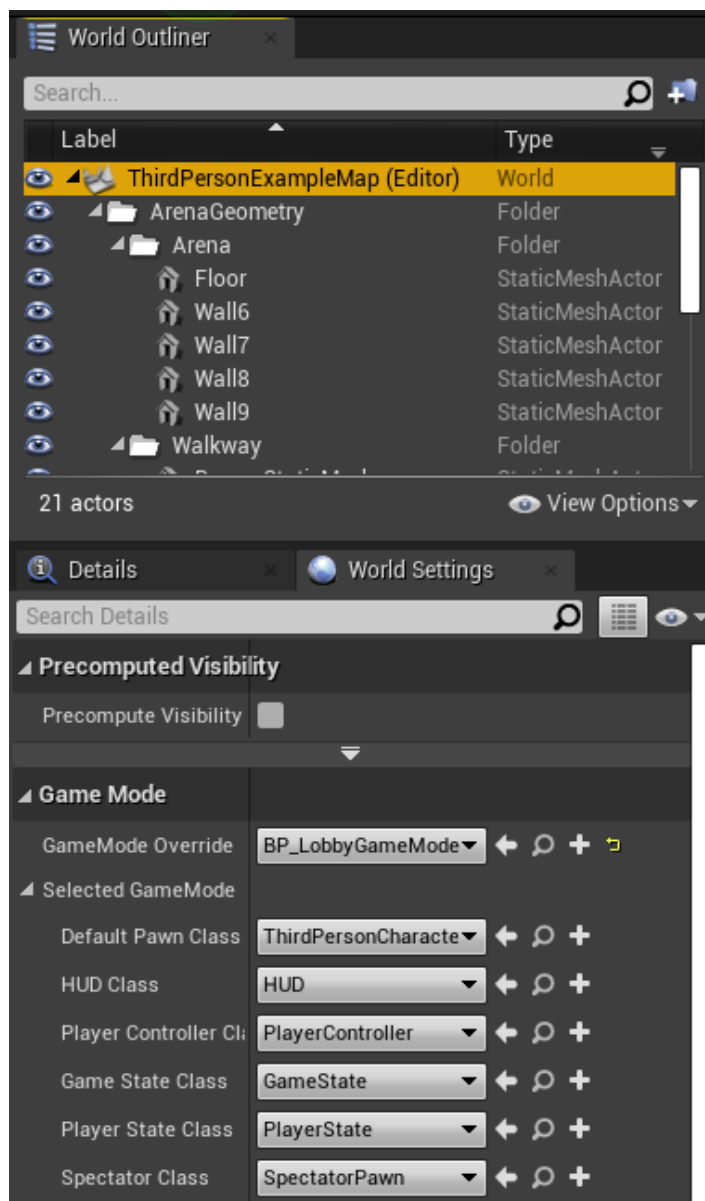 World Outliner
Search...
Label Type
ThirdPersonExampleMap (Editor) World
ArenaGeometry Folder
Arena Folder
Floor StaticMeshActor
Wall6 StaticMeshActor
Wall7 StaticMeshActor
Wall8 StaticMeshActor
Wall9 StaticMeshActor
Walkway Folder
21 actors View Options
Details World Settings
Search Details
Precomputed Visibility
Precompute Visibility
Game Mode
GameMode Override BP_LobbyGameMode
Selected GameMode
Default Pawn Class ThirdPersonCharacte
HUD Class HUD
Player Controller Cla PlayerController
Game State Class GameState
Player State Class PlayerState
Spectator Class SpectatorPawn